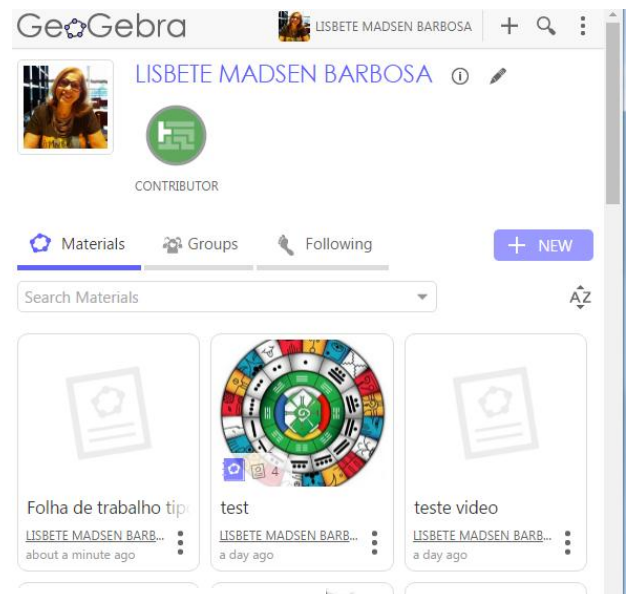 GeoGebra
LISBETE MADSEN BARBOSA
LISBETE MADSEN BARBOSA
CONTRIBUTOR
Materials
Groups
Following
+ NEW
Search Materials
AZ
4
Folha de trabalho tip
test
teste video
LISBETE MADSEN BARB...
LISBETE MADSEN BARB...
LISBETE MADSEN BARB...
about a minute ago
a day ago
a day ago